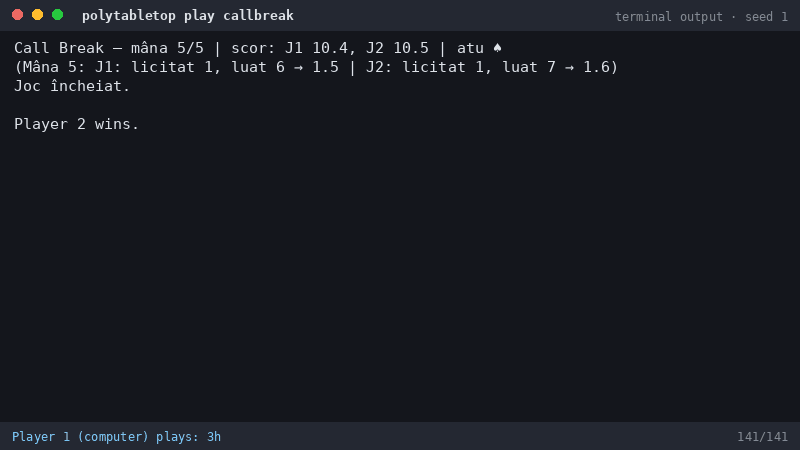 polytabletop play callbreak
terminal output · seed 1
Call Break — mâna 5/5 | scor: J1 10.4, J2 10.5 | atu ♠
(Mâna 5: J1: licitat 1, luat 6 → 1.5 | J2: licitat 1, luat 7 → 1.6)
Joc încheiat.
Player 2 wins.
Player 1 (computer) plays: 3h
141/141